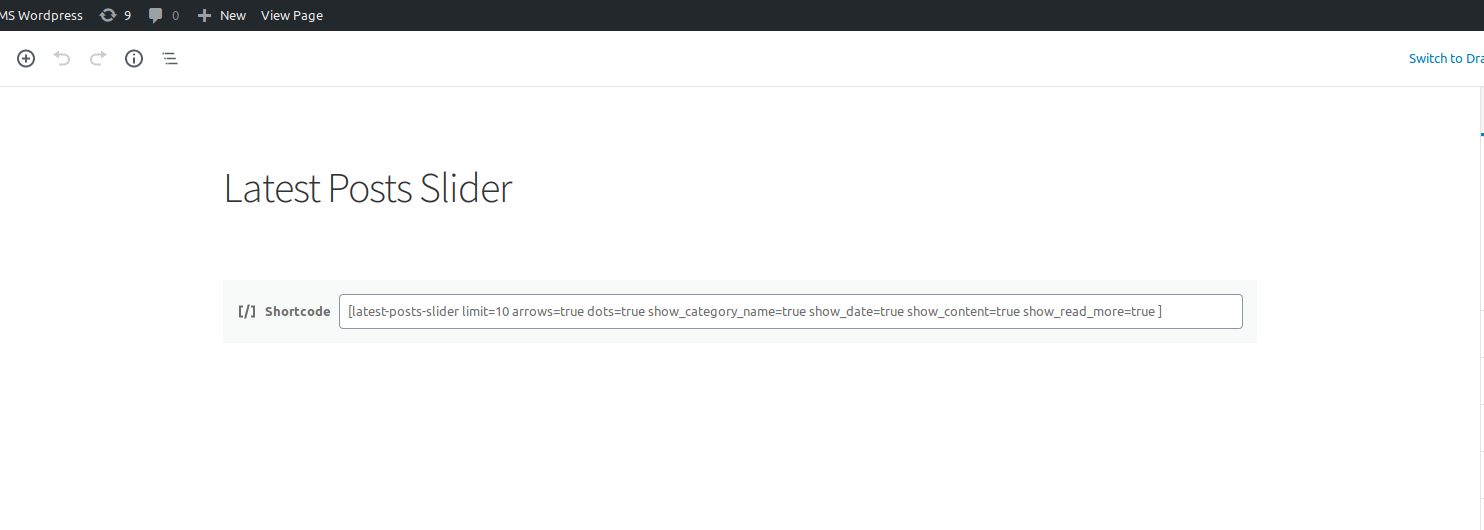 MS Wordpress 9 0 New View Page
Switch to Dra
Latest Posts Slider
[/] Shortcode [latest-posts-slider limit=10 arrows=true dots=true show_category_name=true show_date=true show_content=true show_read_more=true ]